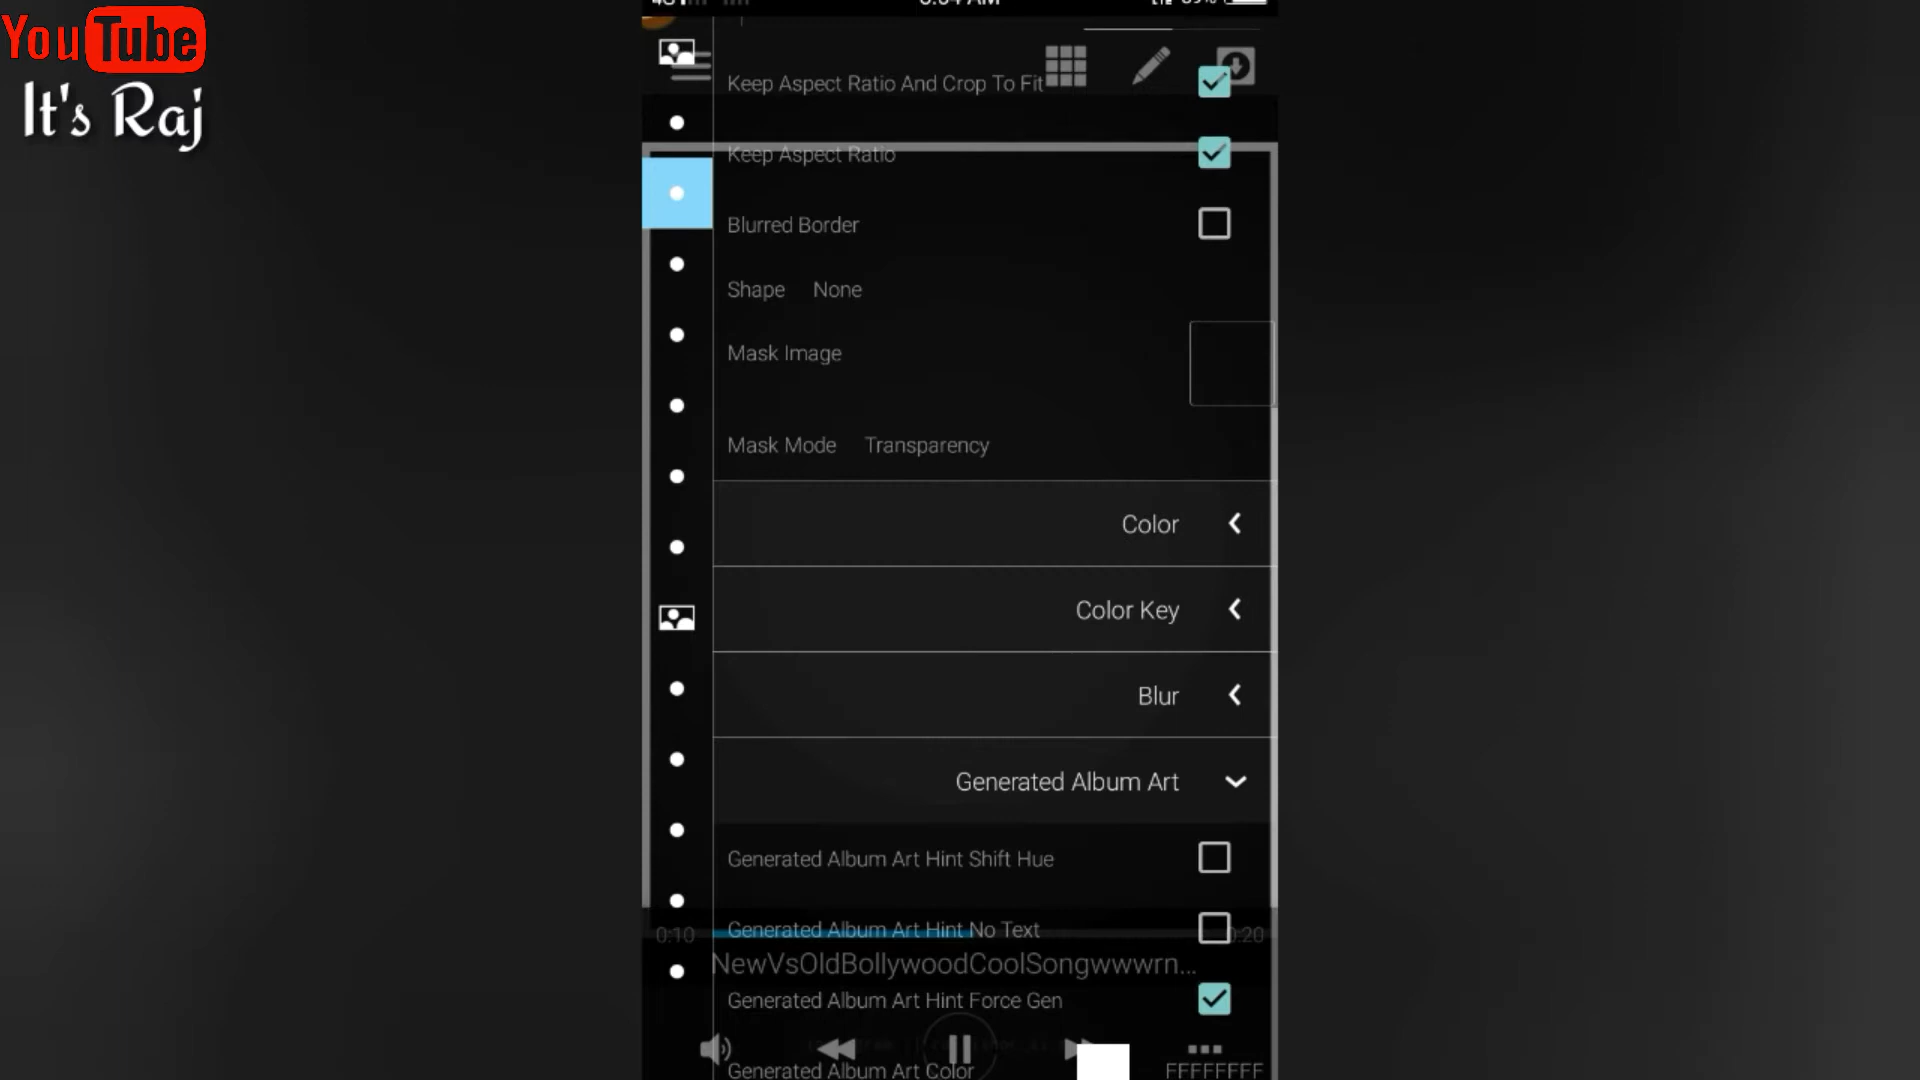 YouTube
It's Raj
Keep Aspect Ratio And Crop To Fit
Keep Aspect Ratio
Blurred Border
Shape None
Mask Image
Mask Mode Transparency
Color
Color Key
Blur
Generated Album Art
Generated Album Art Hint Shift Hue
0:10 Generated Album Art Hint No Text 0:20
NewVsOldBollywoodCoolSongwwwrn...
Generated Album Art Hint Force Gen
Generated Album Art Color FFFFFFFF